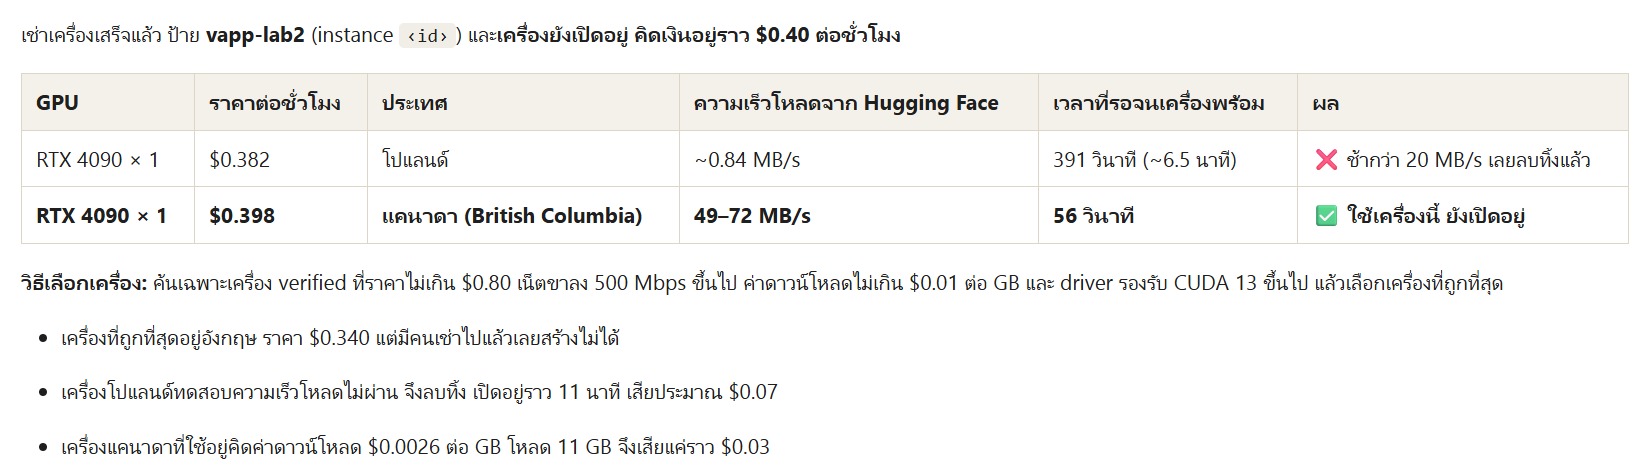 เช่าเครื่องเสร็จแล้ว ป้าย vapp-lab2 (instance <id>) และเครื่องยังเปิดอยู่ คิดเงินอยู่ราว $0.40 ต่อชั่วโมง
GPU ราคาต่อชั่วโมง ประเทศ ความเร็วโหลดจาก Hugging Face เวลาที่รอจนเครื่องพร้อม ผล
RTX 4090 × 1 $0.382 โปแลนด์ ~0.84 MB/s 391 วินาที (~6.5 นาที) ❌ ช้ากว่า 20 MB/s เลยลบทิ้งแล้ว
RTX 4090 × 1 $0.398 แคนาดา (British Columbia) 49–72 MB/s 56 วินาที ✅ ใช้เครื่องนี้ ยังเปิดอยู่
วิธีเลือกเครื่อง: ค้นเฉพาะเครื่อง verified ที่ราคาไม่เกิน $0.80 เน็ตขาลง 500 Mbps ขึ้นไป ค่าดาวน์โหลดไม่เกิน $0.01 ต่อ GB และ driver รองรับ CUDA 13 ขึ้นไป แล้วเลือกเครื่องที่ถูกที่สุด
• เครื่องที่ถูกที่สุดอยู่อังกฤษ ราคา $0.340 แต่มีคนเช่าไปแล้วเลยสร้างไม่ได้
• เครื่องโปแลนด์ทดสอบความเร็วโหลดไม่ผ่าน จึงลบทิ้ง เปิดอยู่ราว 11 นาที เสียประมาณ $0.07
• เครื่องแคนาดาที่ใช้อยู่คิดค่าดาวน์โหลด $0.0026 ต่อ GB โหลด 11 GB จึงเสียแค่ราว $0.03